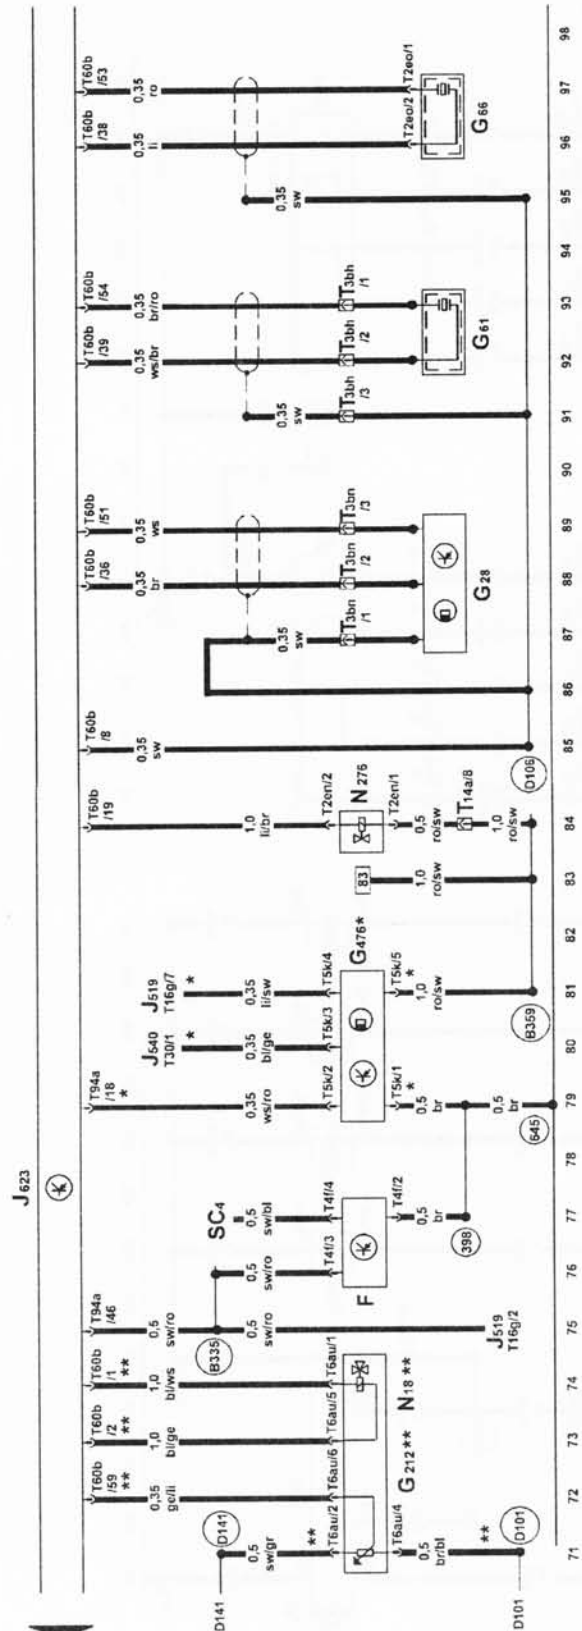 J623
T60b /53
T60b /38
T60b /54
T60b /39
T60b /51
T60b /36
T60b /8
T60b /19
T94a /18 *
T94a /46
T60b /1 **
T60b /2 **
T60b /59 **
0,35 ro
0,35 li
0,35 sw
T2eo/1
T2eo/2
G66
0,35 br/ro
0,35 ws/br
0,35 sw
T3bh /1
T3bh /2
T3bh /3
G61
0,35 ws
0,35 br
0,35 sw
T3bn /3
T3bn /2
T3bn /1
G28
0,35 sw
D106
1,0 li/br
T2en/2
N276
T2en/1
0,5 ro/sw
T14a/8
1,0 ro/sw
83
1,0 ro/sw
J519 T16g/7 *
J540 T30/1 *
0,35 li/sw
0,35 bl/ge
0,35 ws/ro
T5k/4
T5k/3
T5k/2
G476*
T5k/5 *
T5k/1 *
1,0 ro/sw
B359
0,5 br
0,5 br
645
SC4
0,5 sw/bl
0,5 sw/ro
T4f/4
T4f/3
F
T4f/2
0,5 br
398
0,5 sw/ro
B335
0,5 sw/ro
J519 T16g/2
1,0 bl/ws
1,0 bl/ge
0,35 ge/li
T6au/1
T6au/5
T6au/6
T6au/2
N18**
G212**
D141
D141
0,5 sw/gr
**
T6au/4
0,5 br/bl
**
D101
D101
71 72 73 74 75 76 77 78 79 80 81 82 83 84 85 86 87 88 89 90 91 92 93 94 95 96 97 98